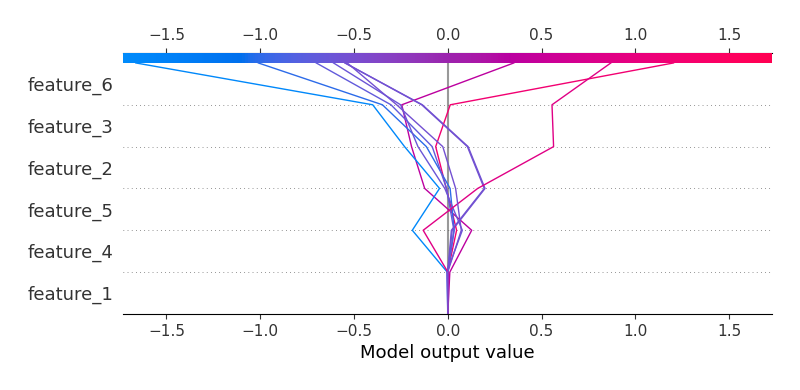 −1.5 −1.0 −0.5 0.0 0.5 1.0 1.5
feature_6
feature_3
feature_2
feature_5
feature_4
feature_1
−1.5 −1.0 −0.5 0.0 0.5 1.0 1.5
Model output value